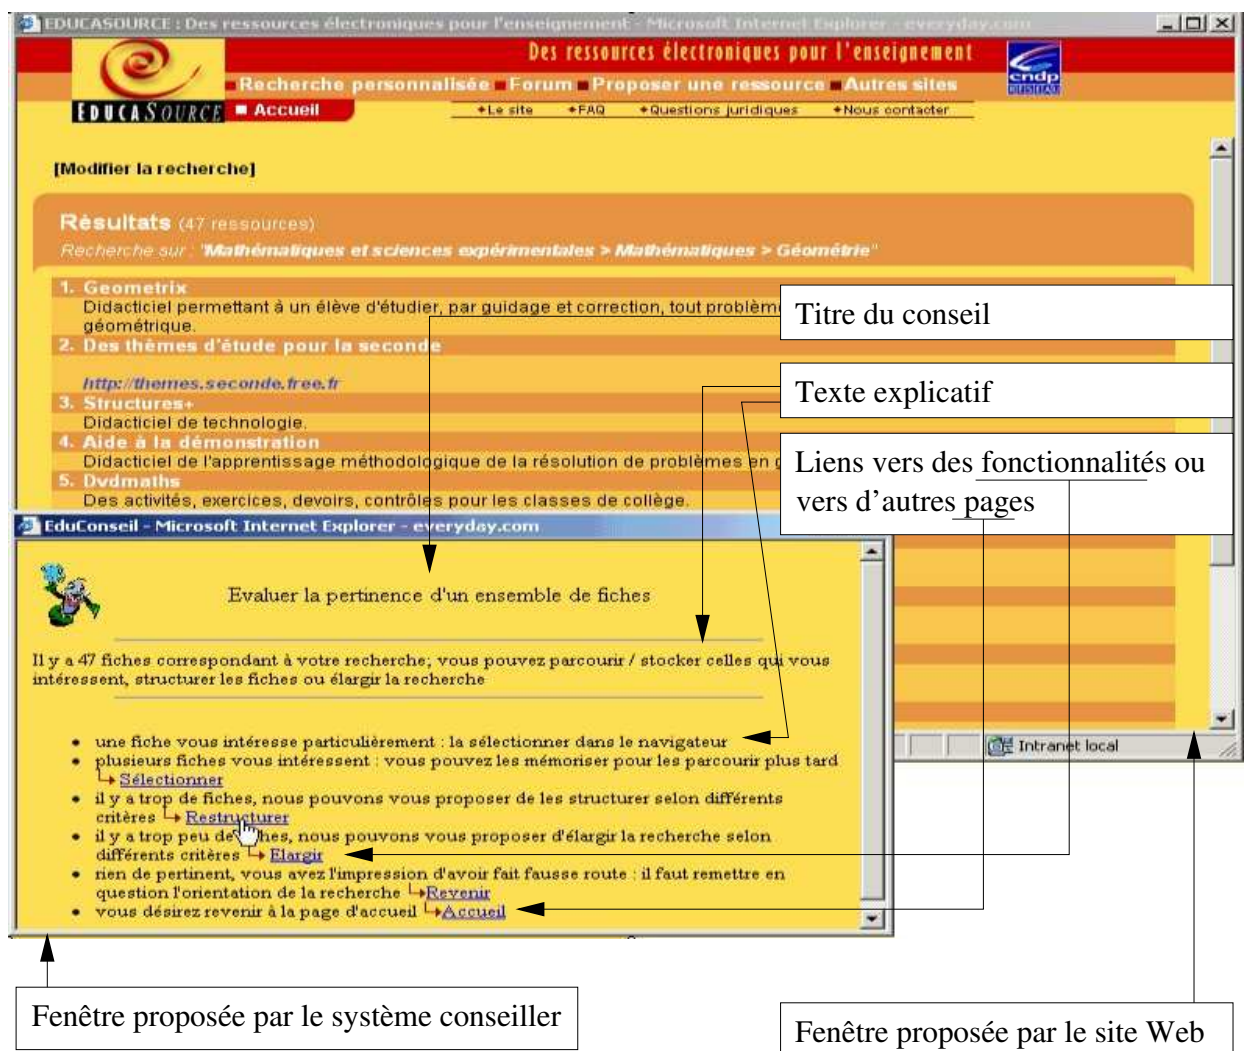 EDUCASOURCE : Des ressources électroniques pour l'enseignement - Microsoft Internet Explorer - everyday.com
Des ressources électroniques pour l'enseignement
cndp
Recherche personnalisée Forum Proposer une ressource Autres sites
EDUCASOURCE Accueil
Le site FAQ Questions juridiques Nous contacter
[Modifier la recherche]
Résultats (47 ressources)
Recherche sur : "Mathématiques et sciences expérimentales > Mathématiques > Géométrie"
1. Geometrix
Didacticiel permettant à un élève d'étudier, par guidage et correction, tout problème
géométrique.
2. Des thèmes d'étude pour la seconde
http://themes.seconde.free.fr
3. Structures+
Didacticiel de technologie.
4. Aide à la démonstration
Didacticiel de l'apprentissage méthodologique de la résolution de problèmes en g
5. Dvdmaths
Des activités, exercices, devoirs, contrôles pour les classes de collège.
Titre du conseil
Texte explicatif
Liens vers des fonctionnalités ou
vers d'autres pages
EduConseil - Microsoft Internet Explorer - everyday.com
Evaluer la pertinence d'un ensemble de fiches
Il y a 47 fiches correspondant à votre recherche; vous pouvez parcourir / stocker celles qui vous
intéressent, structurer les fiches ou élargir la recherche
• une fiche vous intéresse particulièrement : la sélectionner dans le navigateur
• plusieurs fiches vous intéressent : vous pouvez les mémoriser pour les parcourir plus tard
Sélectionner
• il y a trop de fiches, nous pouvons vous proposer de les structurer selon différents
critères Restructurer
• il y a trop peu de fiches, nous pouvons vous proposer d'élargir la recherche selon
différents critères Elargir
• rien de pertinent, vous avez l'impression d'avoir fait fausse route : il faut remettre en
question l'orientation de la recherche Revenir
• vous désirez revenir à la page d'accueil Accueil
Intranet local
Fenêtre proposée par le système conseiller
Fenêtre proposée par le site Web